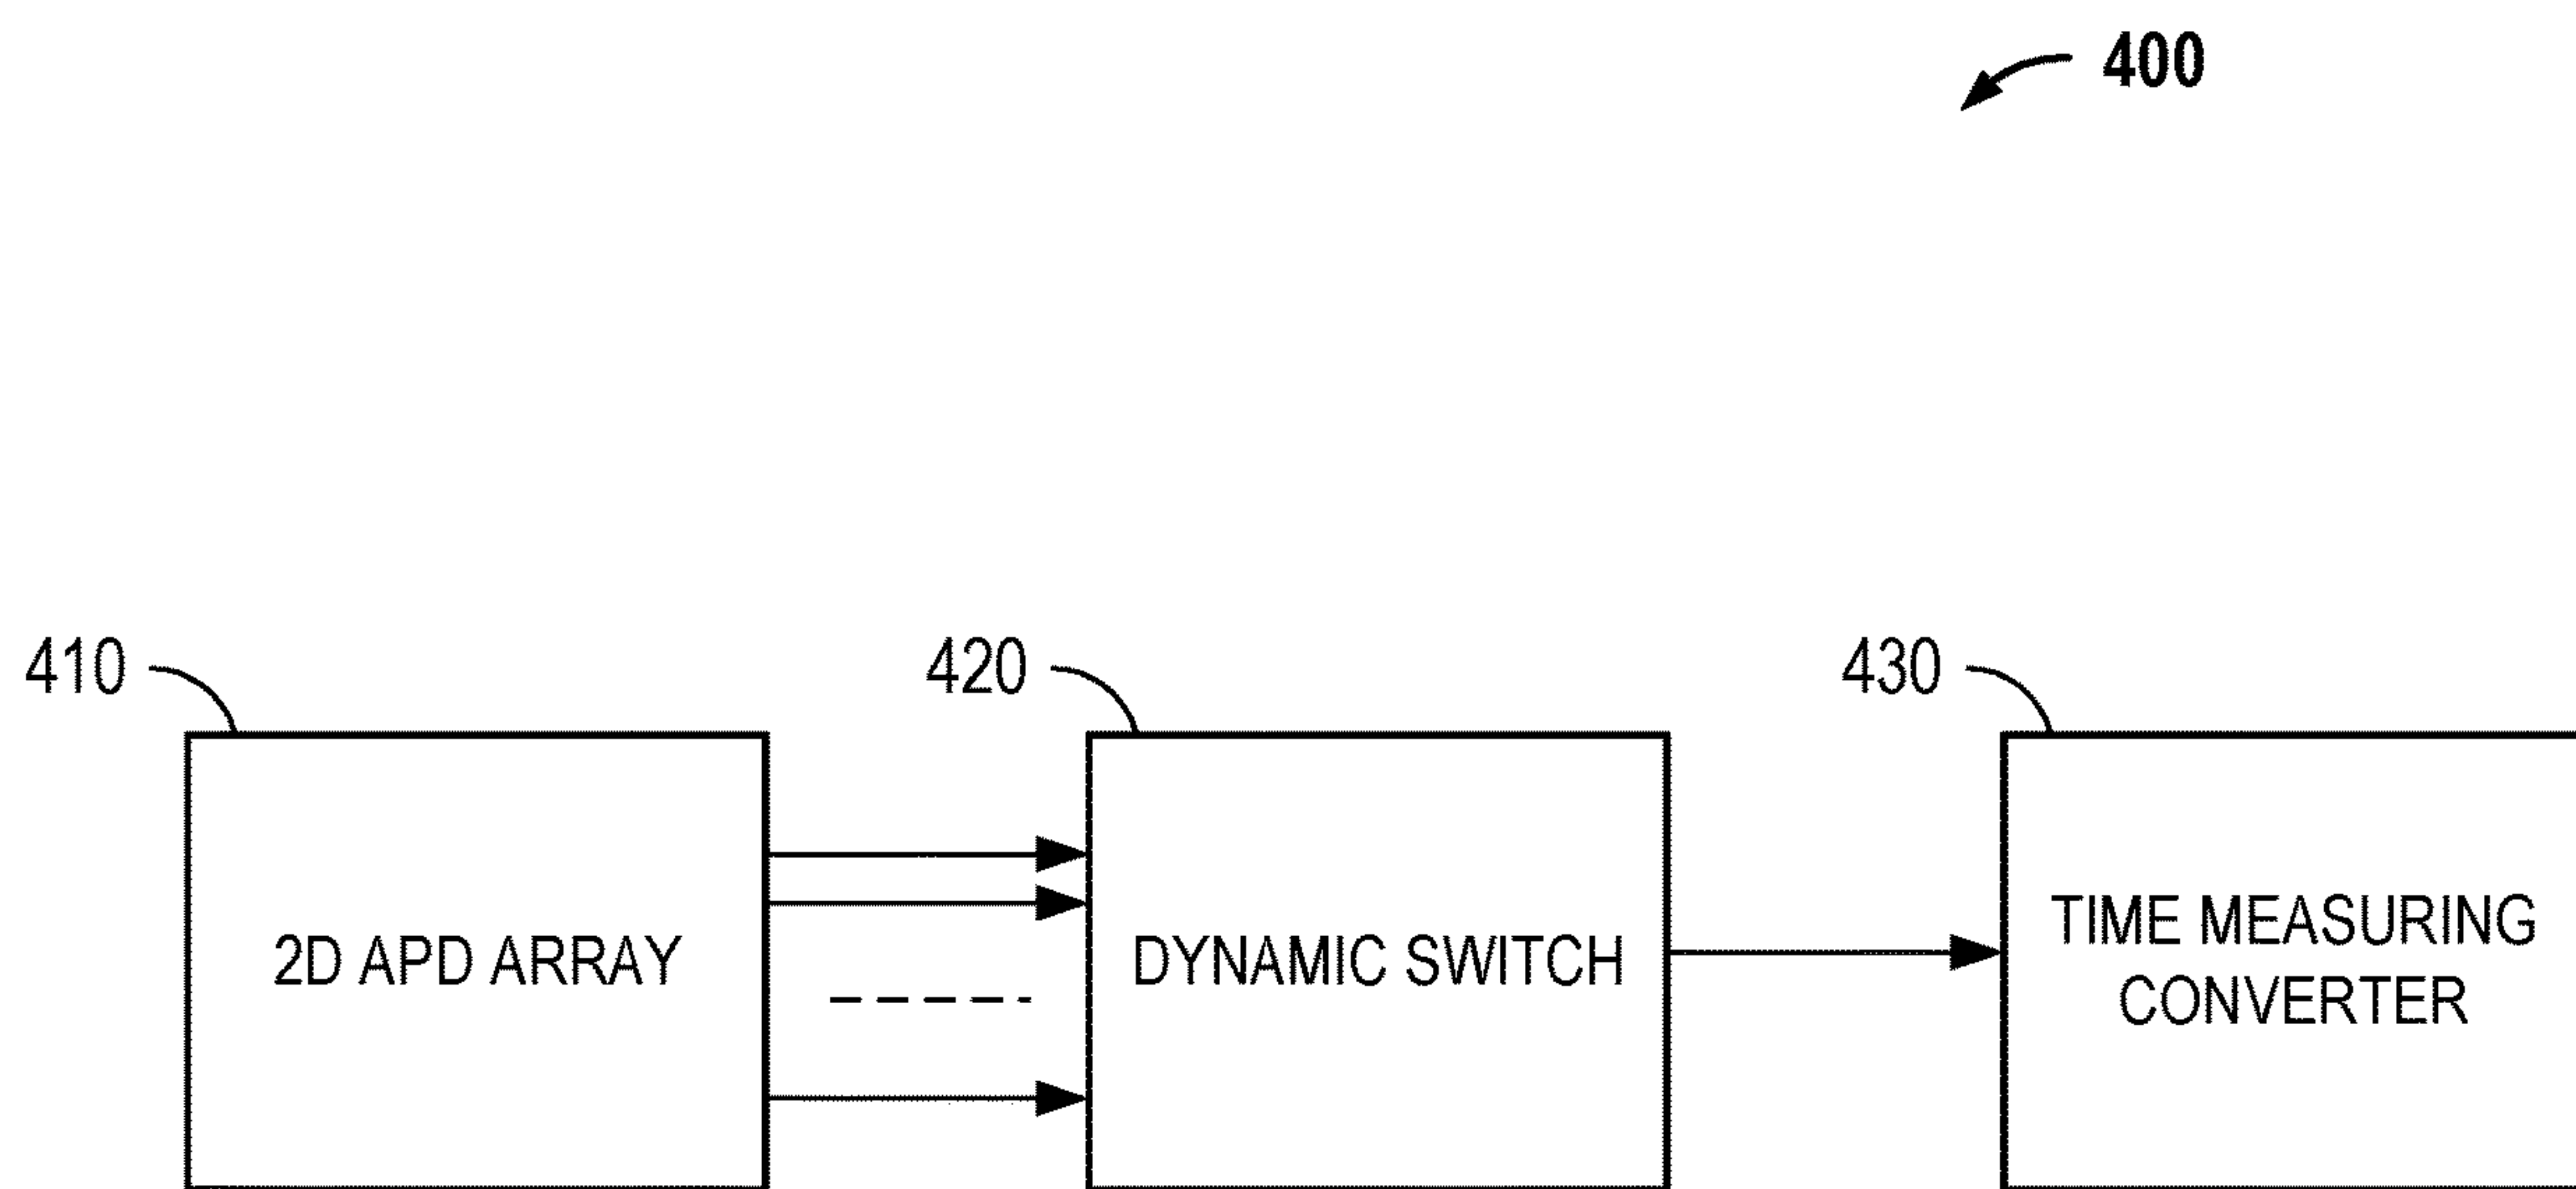 400
410
420
430
2D APD ARRAY
DYNAMIC SWITCH
TIME MEASURING
CONVERTER